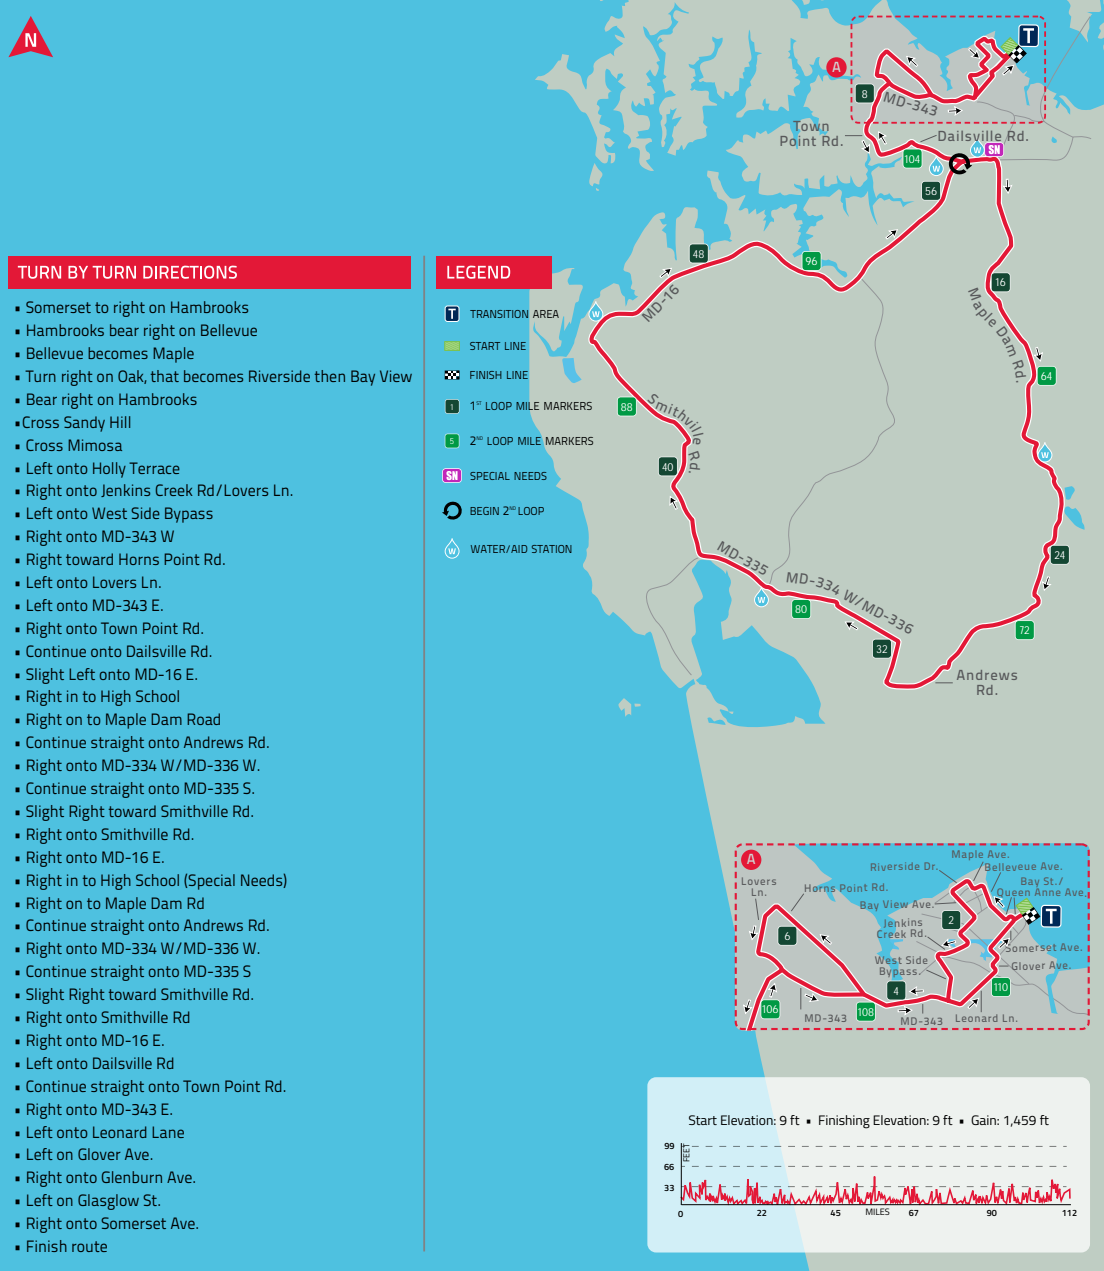 N
TURN BY TURN DIRECTIONS
▪ Somerset to right on Hambrooks
▪ Hambrooks bear right on Bellevue
▪ Bellevue becomes Maple
▪ Turn right on Oak, that becomes Riverside then Bay View
▪ Bear right on Hambrooks
▪Cross Sandy Hill
▪ Cross Mimosa
▪ Left onto Holly Terrace
▪ Right onto Jenkins Creek Rd/Lovers Ln.
▪ Left onto West Side Bypass
▪ Right onto MD-343 W
▪ Right toward Horns Point Rd.
▪ Left onto Lovers Ln.
▪ Left onto MD-343 E.
▪ Right onto Town Point Rd.
▪ Continue onto Dailsville Rd.
▪ Slight Left onto MD-16 E.
▪ Right in to High School
▪ Right on to Maple Dam Road
▪ Continue straight onto Andrews Rd.
▪ Right onto MD-334 W/MD-336 W.
▪ Continue straight onto MD-335 S.
▪ Slight Right toward Smithville Rd.
▪ Right onto Smithville Rd.
▪ Right onto MD-16 E.
▪ Right in to High School (Special Needs)
▪ Right on to Maple Dam Rd
▪ Continue straight onto Andrews Rd.
▪ Right onto MD-334 W/MD-336 W.
▪ Continue straight onto MD-335 S
▪ Slight Right toward Smithville Rd.
▪ Right onto Smithville Rd
▪ Right onto MD-16 E.
▪ Left onto Dailsville Rd
▪ Continue straight onto Town Point Rd.
▪ Right onto MD-343 E.
▪ Left onto Leonard Lane
▪ Left on Glover Ave.
▪ Right onto Glenburn Ave.
▪ Left on Glasglow St.
▪ Right onto Somerset Ave.
▪ Finish route
LEGEND
T TRANSITION AREA
START LINE
FINISH LINE
1 1ST LOOP MILE MARKERS
5 2ND LOOP MILE MARKERS
SN SPECIAL NEEDS
BEGIN 2ND LOOP
W WATER/AID STATION
T
A
8
MD-343
Town
Point Rd.
Dailsville Rd.
104
W
SN
W
56
48
96
16
MD-16
W
Maple Dam Rd.
64
88
Smithville Rd.
W
40
24
MD-335
MD-334 W/MD-336
W
80
72
32
Andrews
Rd.
A
Maple Ave.
Riverside Dr.
Belleveue Ave.
Lovers
Ln.
Horns Point Rd.
Bay St./
Queen Anne Ave.
Bay View Ave.
T
2
Jenkins
Creek Rd.
6
Somerset Ave.
West Side
Bypass.
Glover Ave.
4
110
106
108
MD-343
MD-343
Leonard Ln.
Start Elevation: 9 ft ▪ Finishing Elevation: 9 ft ▪ Gain: 1,459 ft
99
66
33
FEET
0
22
45
MILES
67
90
112